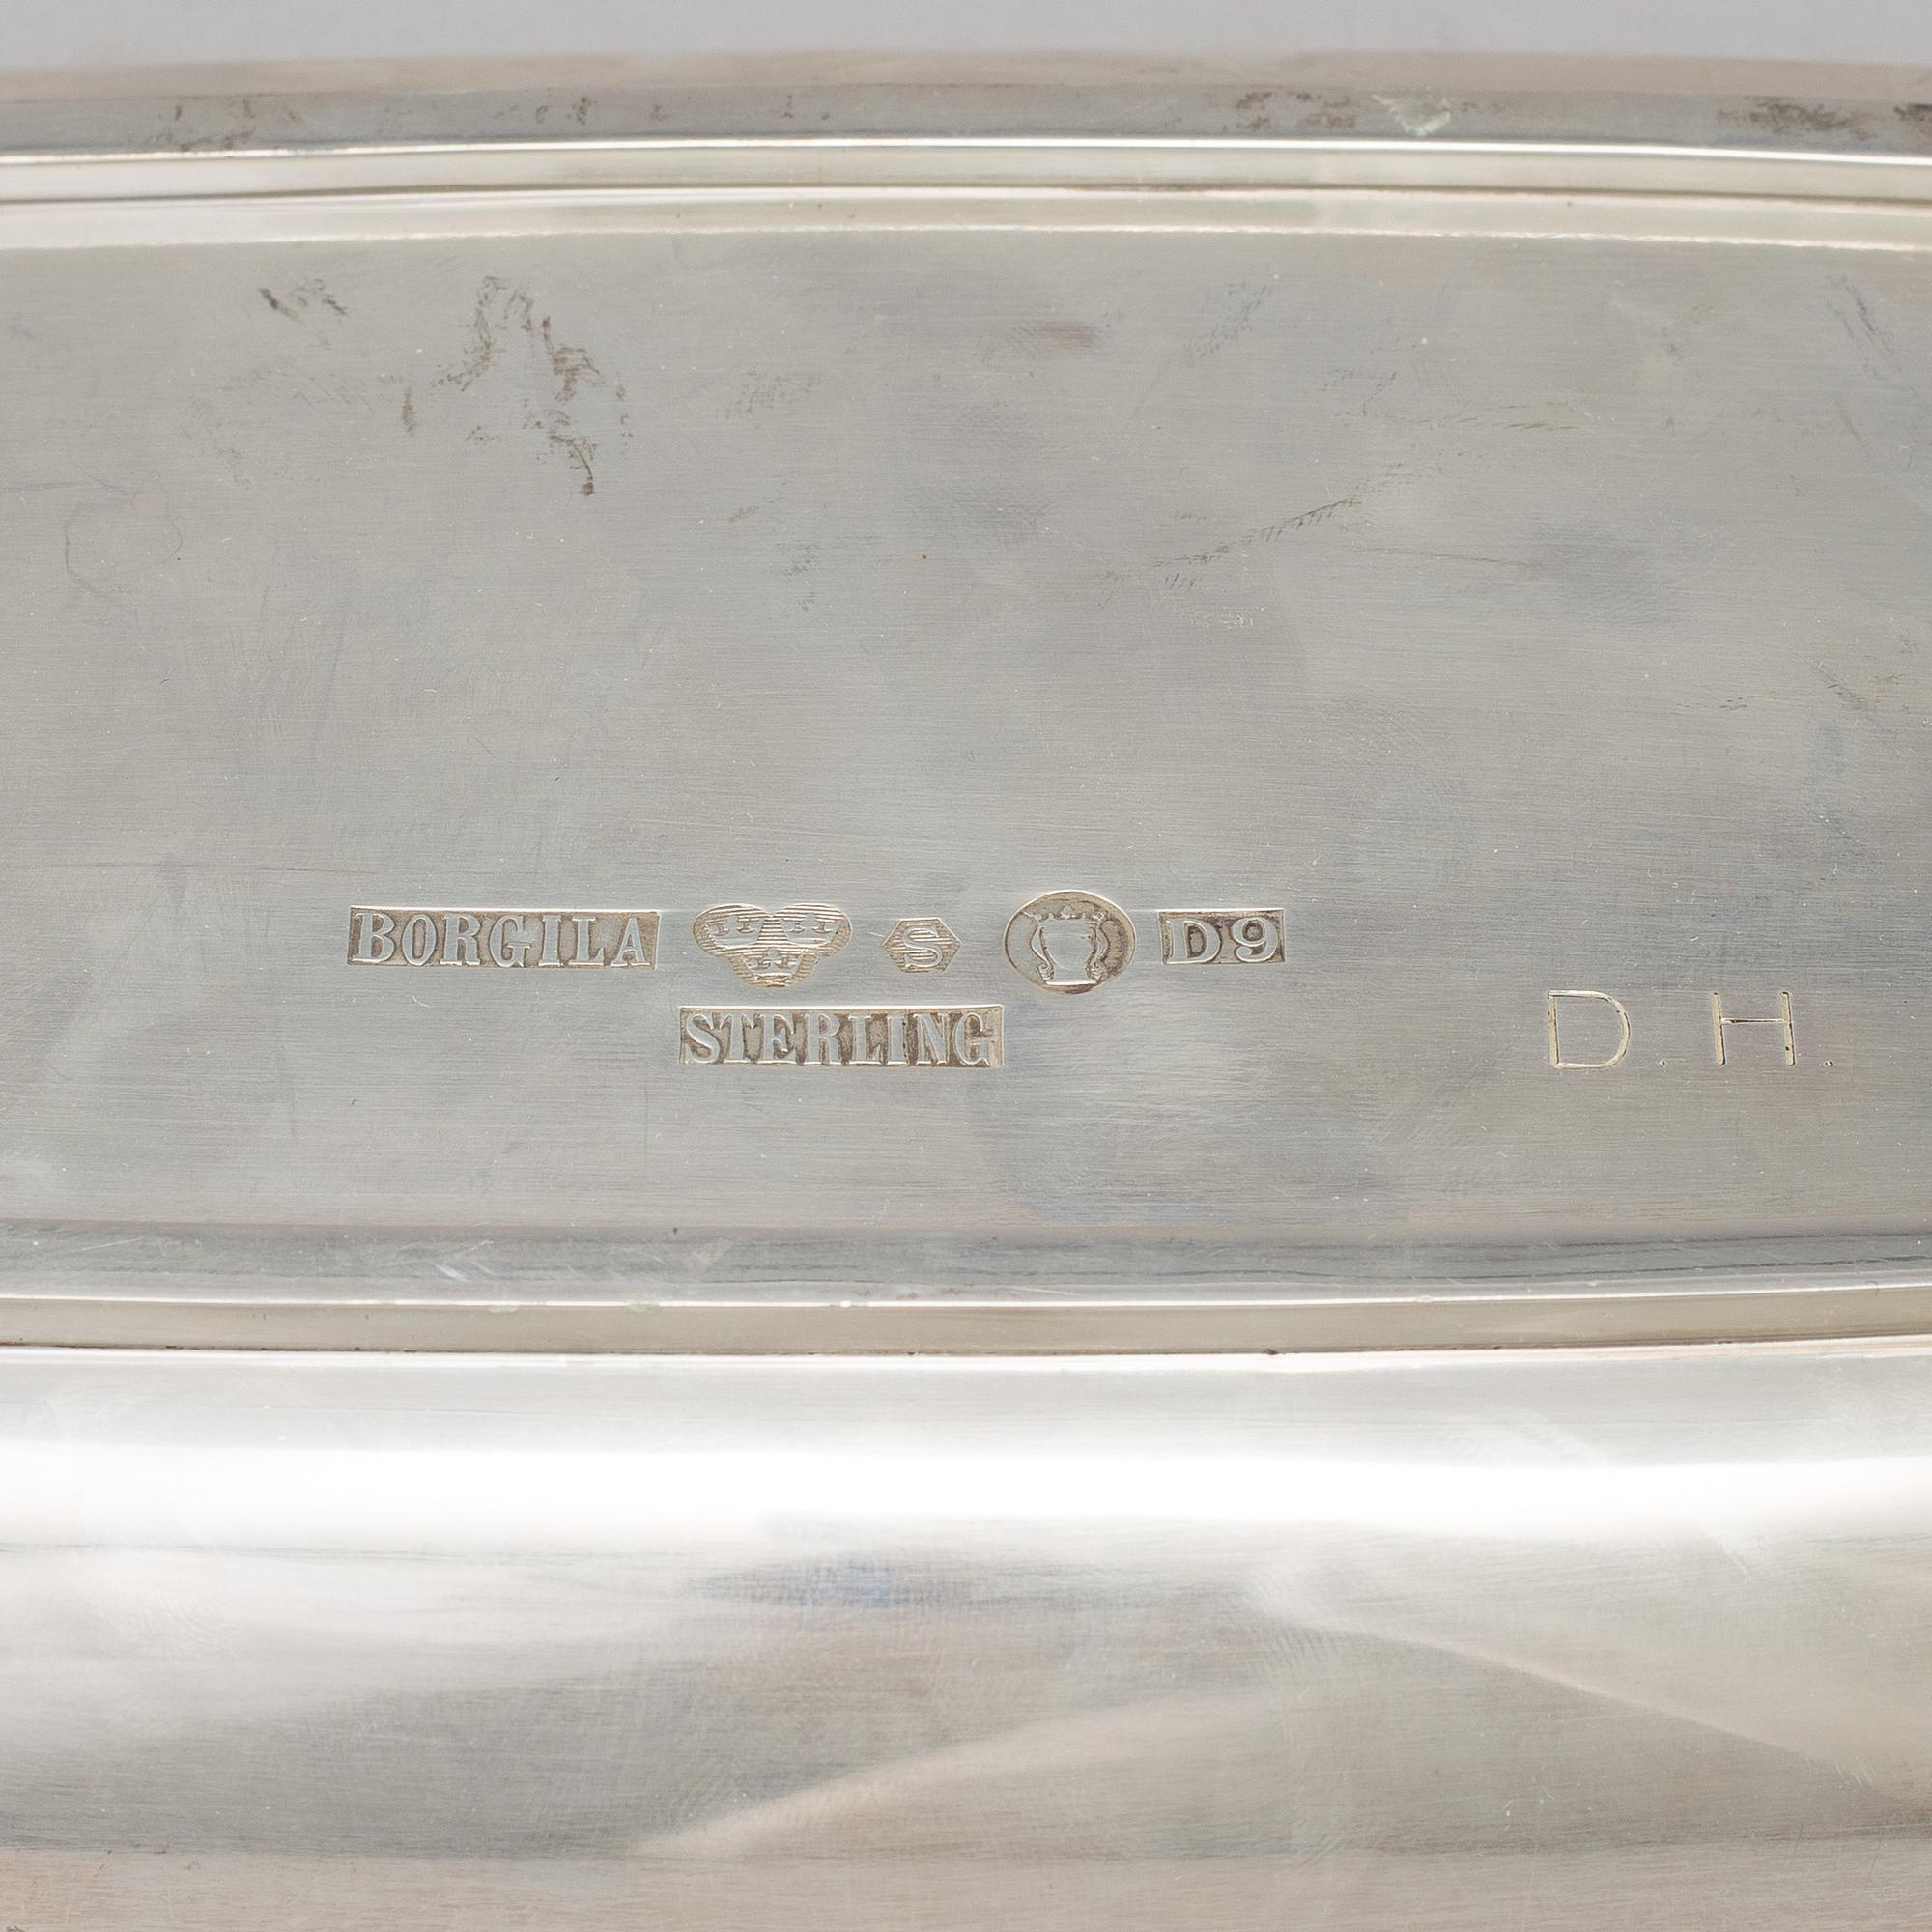 BORGILA S D9
STERLING
D.H.